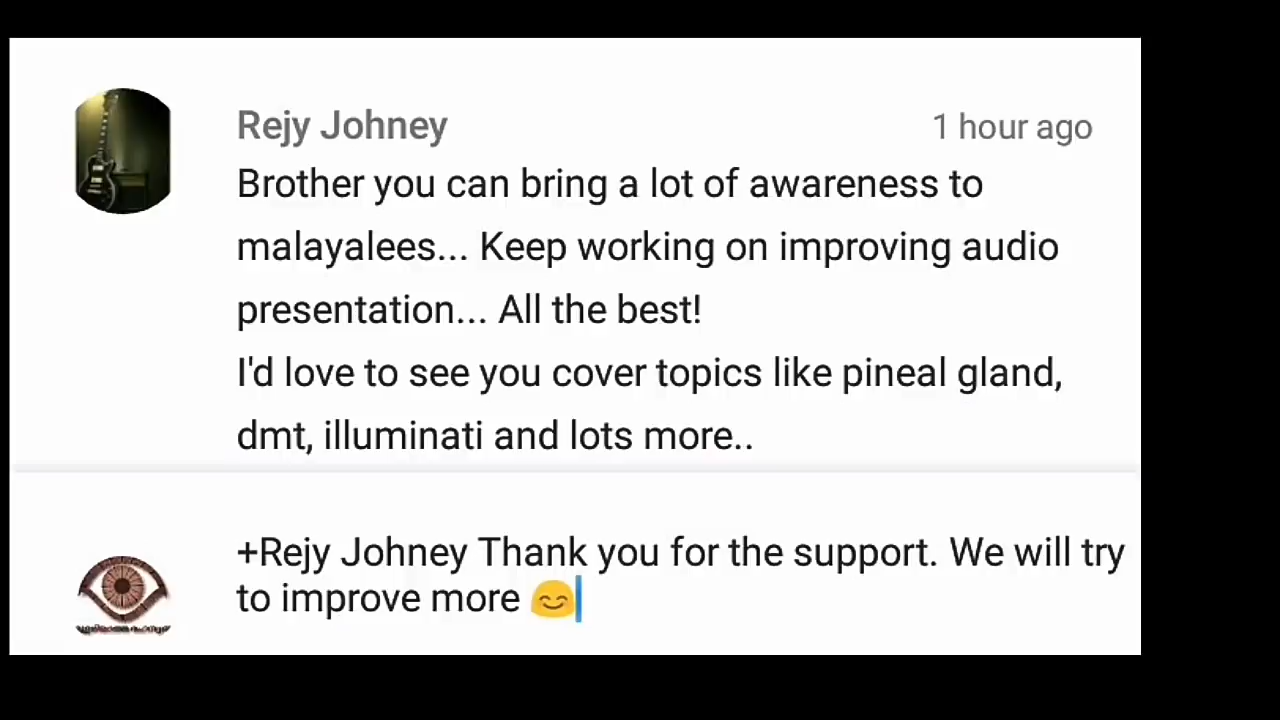 Rejy Johney
1 hour ago
Brother you can bring a lot of awareness to
malayalees... Keep working on improving audio
presentation... All the best!
I'd love to see you cover topics like pineal gland,
dmt, illuminati and lots more..
+Rejy Johney Thank you for the support. We will try
to improve more 😊